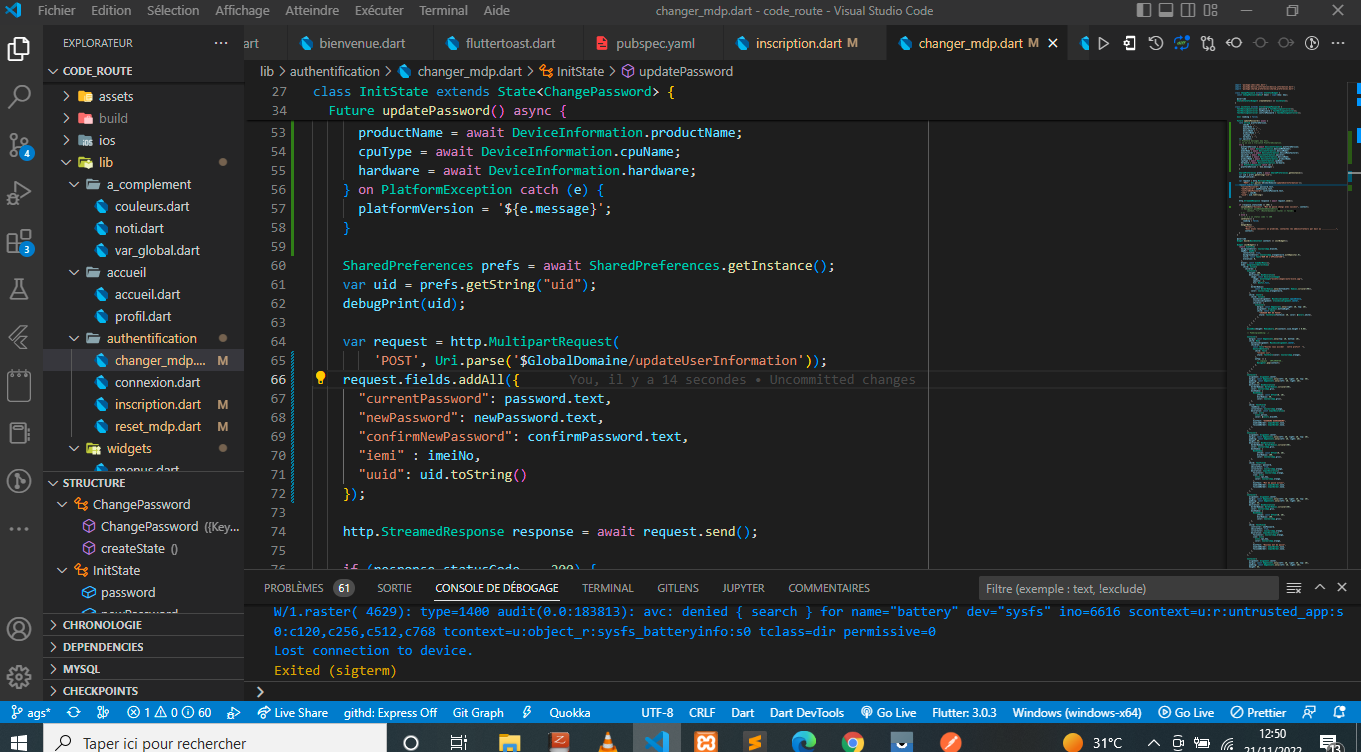 Fichier Edition Sélection Affichage Atteindre Exécuter Terminal Aide changer_mdp.dart - code_route - Visual Studio Code
EXPLORATEUR ···
art bienvenue.dart fluttertoast.dart pubspec.yaml inscription.dart M changer_mdp.dart M
CODE_ROUTE
assets
build
ios
lib
a_complement
couleurs.dart
noti.dart
var_global.dart
accueil
accueil.dart
profil.dart
authentification
changer_mdp.... M
connexion.dart
inscription.dart M
reset_mdp.dart M
widgets
menus.dart
STRUCTURE
ChangePassword
ChangePassword ({Key...
createState ()
InitState
password
newPassword
CHRONOLOGIE
DEPENDENCIES
MYSQL
CHECKPOINTS
4
3
lib > authentification > changer_mdp.dart > InitState > updatePassword
27 class InitState extends State<ChangePassword> {
34 Future updatePassword() async {
53 productName = await DeviceInformation.productName;
54 cpuType = await DeviceInformation.cpuName;
55 hardware = await DeviceInformation.hardware;
56 } on PlatformException catch (e) {
57 platformVersion = '${e.message}';
58 }
59
60 SharedPreferences prefs = await SharedPreferences.getInstance();
61 var uid = prefs.getString("uid");
62 debugPrint(uid);
63
64 var request = http.MultipartRequest(
65 'POST', Uri.parse('$GlobalDomaine/updateUserInformation'));
66 request.fields.addAll({ You, il y a 14 secondes • Uncommitted changes
67 "currentPassword": password.text,
68 "newPassword": newPassword.text,
69 "confirmNewPassword": confirmPassword.text,
70 "iemi" : imeiNo,
71 "uuid": uid.toString()
72 });
73
74 http.StreamedResponse response = await request.send();
75
76 if (response.statusCode == 200) {
PROBLÈMES 61 SORTIE CONSOLE DE DÉBOGAGE TERMINAL GITLENS JUPYTER COMMENTAIRES Filtre (exemple : text, !exclude)
W/1.raster( 4629): type=1400 audit(0.0:183813): avc: denied { search } for name="battery" dev="sysfs" ino=6616 scontext=u:r:untrusted_app:s
0:c120,c256,c512,c768 tcontext=u:object_r:sysfs_batteryinfo:s0 tclass=dir permissive=0
Lost connection to device.
Exited (sigterm)
ags* 1 0 60 Live Share githd: Express Off Git Graph Quokka UTF-8 CRLF Dart Dart DevTools Go Live Flutter: 3.0.3 Windows (windows-x64) Go Live Prettier
Taper ici pour rechercher 31°C 12:50
21/11/2022 13